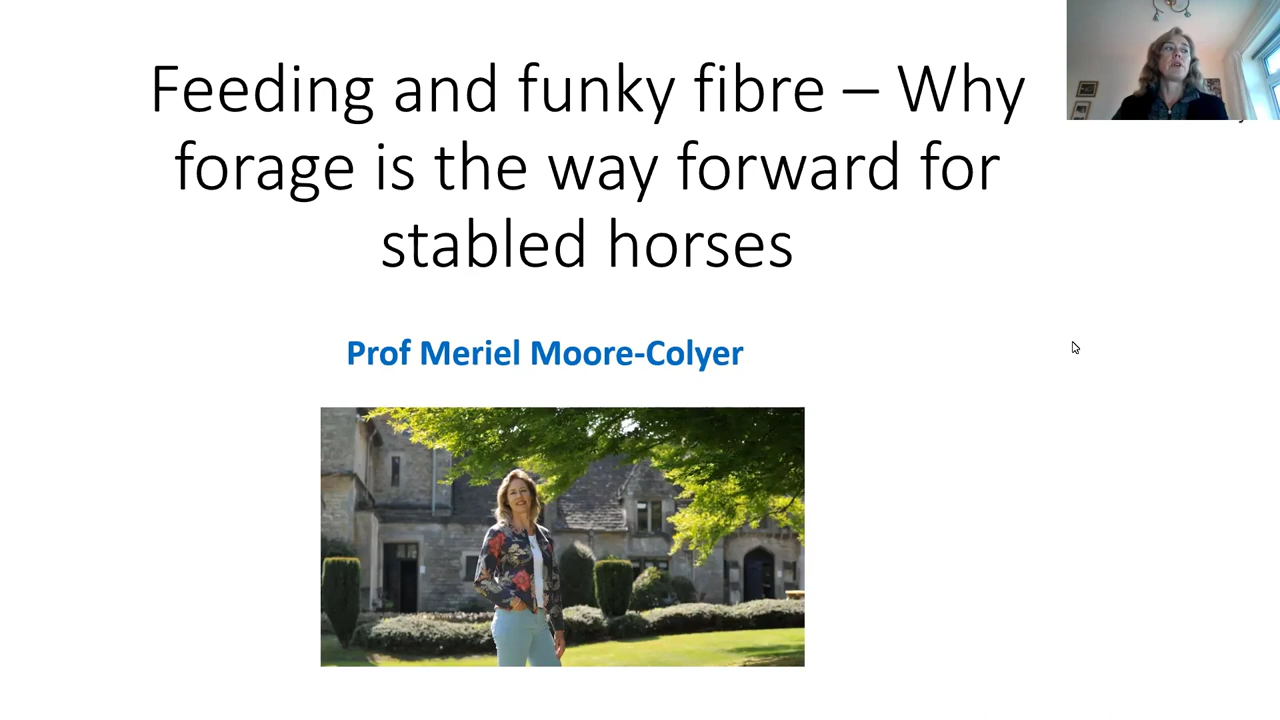 Feeding and funky fibre – Why
forage is the way forward for
stabled horses
Prof Meriel Moore-Colyer